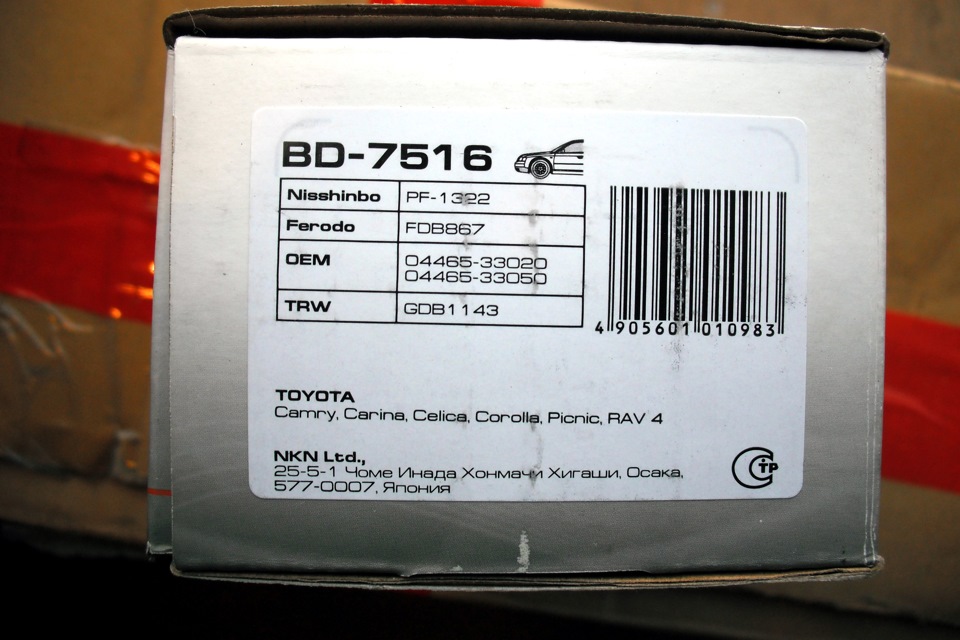 BD-7516
Nisshinbo PF-1322
Ferodo FDB867
OEM 04465-33020
04465-33050
TRW GDB1143
4 905601 010983
TOYOTA
Camry, Carina, Celica, Corolla, Picnic, RAV 4
NKN Ltd.,
25-5-1 Чоме Инада Хонмачи Хигаши, Осака,
577-0007, Япония